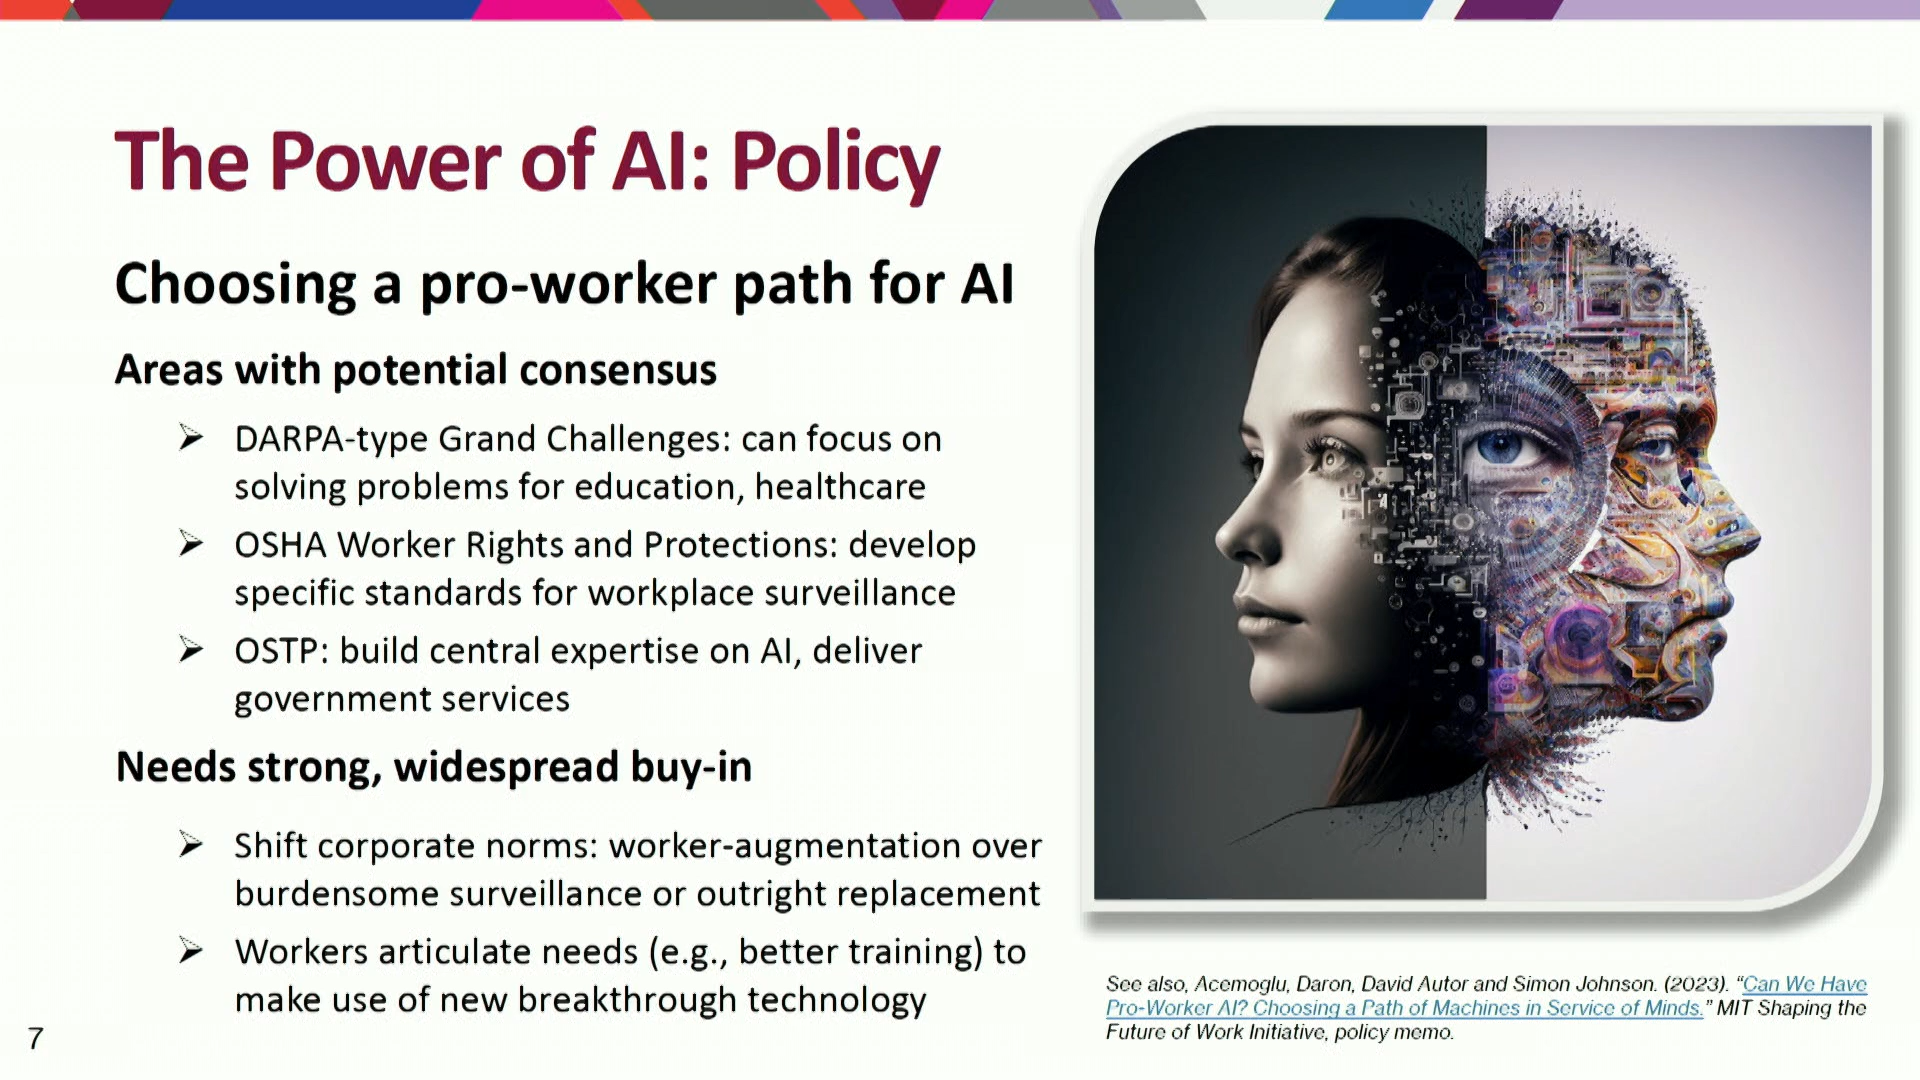 The Power of AI: Policy
Choosing a pro-worker path for AI
Areas with potential consensus
➢ DARPA-type Grand Challenges: can focus on
solving problems for education, healthcare
➢ OSHA Worker Rights and Protections: develop
specific standards for workplace surveillance
➢ OSTP: build central expertise on AI, deliver
government services
Needs strong, widespread buy-in
➢ Shift corporate norms: worker-augmentation over
burdensome surveillance or outright replacement
➢ Workers articulate needs (e.g., better training) to
make use of new breakthrough technology
See also, Acemoglu, Daron, David Autor and Simon Johnson. (2023). “Can We Have
Pro-Worker AI? Choosing a Path of Machines in Service of Minds.” MIT Shaping the
Future of Work Initiative, policy memo.
7